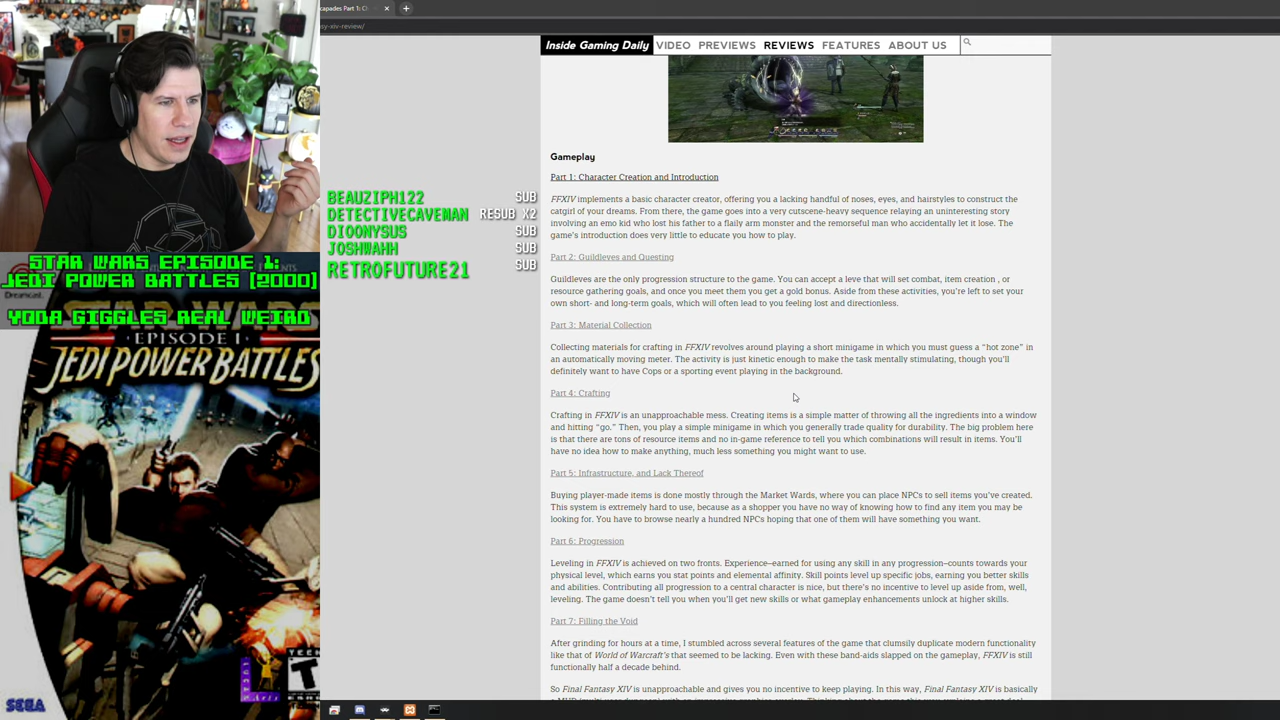 capades Part 1: C
sy-xiv-review/
Inside Gaming Daily VIDEO PREVIEWS REVIEWS FEATURES ABOUT US
Gameplay
Part 1: Character Creation and Introduction
FFXIV implements a basic character creator, offering you a lacking handful of noses, eyes, and hairstyles to construct the
catgirl of your dreams. From there, the game goes into a very cutscene-heavy sequence relaying an uninteresting story
involving an emo kid who lost his father to a flaily arm monster and the remorseful man who accidentally let it lose. The
game's introduction does very little to educate you how to play.
Part 2: Guildleves and Questing
Guildleves are the only progression structure to the game. You can accept a leve that will set combat, item creation , or
resource gathering goals, and once you meet them you get a gold bonus. Aside from these activities, you're left to set your
own short- and long-term goals, which will often lead to you feeling lost and directionless.
Part 3: Material Collection
Collecting materials for crafting in FFXIV revolves around playing a short minigame in which you must guess a "hot zone" in
an automatically moving meter. The activity is just kinetic enough to make the task mentally stimulating, though you'll
definitely want to have Cops or a sporting event playing in the background.
Part 4: Crafting
Crafting in FFXIV is an unapproachable mess. Creating items is a simple matter of throwing all the ingredients into a window
and hitting "go." Then, you play a simple minigame in which you generally trade quality for durability. The big problem here
is that there are tons of resource items and no in-game reference to tell you which combinations will result in items. You'll
have no idea how to make anything, much less something you might want to use.
Part 5: Infrastructure, and Lack Thereof
Buying player-made items is done mostly through the Market Wards, where you can place NPCs to sell items you've created.
This system is extremely hard to use, because as a shopper you have no way of knowing how to find any item you may be
looking for. You have to browse nearly a hundred NPCs hoping that one of them will have something you want.
Part 6: Progression
Leveling in FFXIV is achieved on two fronts. Experience—earned for using any skill in any progression—counts towards your
physical level, which earns you stat points and elemental affinity. Skill points level up specific jobs, earning you better skills
and abilities. Contributing all progression to a central character is nice, but there's no incentive to level up aside from, well,
leveling. The game doesn't tell you when you'll get new skills or what gameplay enhancements unlock at higher skills.
Part 7: Filling the Void
After grinding for hours at a time, I stumbled across several features of the game that clumsily duplicate modern functionality
like that of World of Warcraft's that seemed to be lacking. Even with these band-aids slapped on the gameplay, FFXIV is still
functionally half a decade behind.
So Final Fantasy XIV is unapproachable and gives you no incentive to keep playing. In this way, Final Fantasy XIV is basically
BEAUZIPH122 SUB
DETECTIVECAVEMAN RESUB X2
DIOONYSUS SUB
JOSHWAHH SUB
RETROFUTURE21 SUB
STAR WARS EPISODE 1:
JEDI POWER BATTLES [2000]
YODA GIGGLES REAL WEIRD
Dreamcast
STAR WARS
EPISODE I
JEDI POWER BATTLES
TEEN
T
SEGA